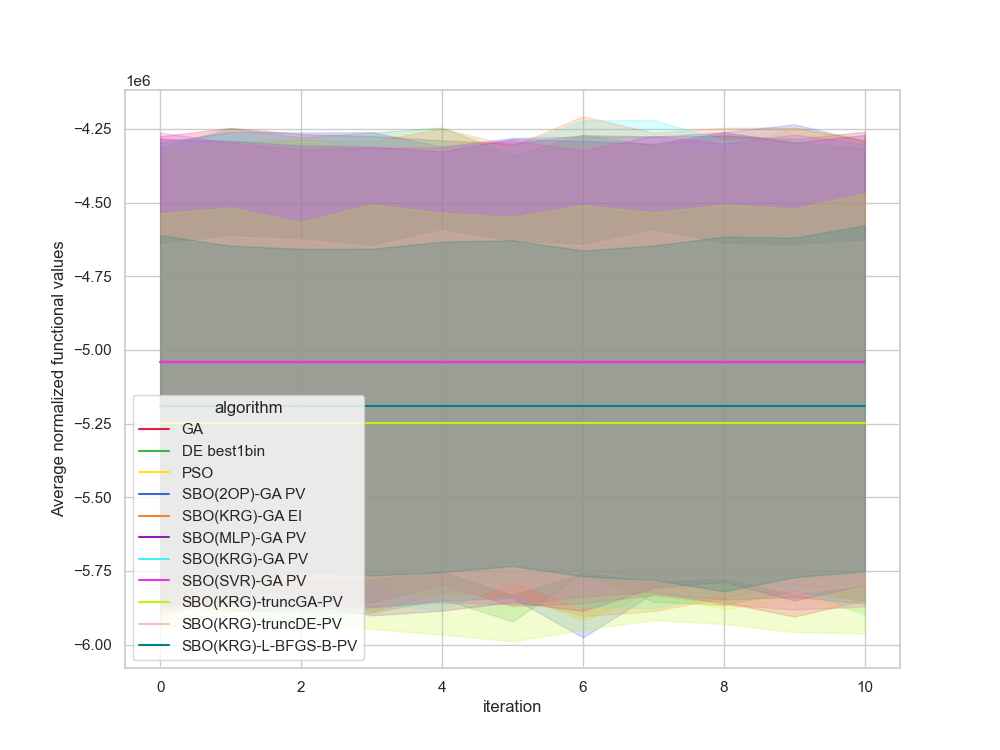 1e6
−4.25
−4.50
−4.75
−5.00
−5.25
−5.50
−5.75
−6.00
Average normalized functional values
algorithm
GA
DE best1bin
PSO
SBO(2OP)-GA PV
SBO(KRG)-GA EI
SBO(MLP)-GA PV
SBO(KRG)-GA PV
SBO(SVR)-GA PV
SBO(KRG)-truncGA-PV
SBO(KRG)-truncDE-PV
SBO(KRG)-L-BFGS-B-PV
0 2 4 6 8 10
iteration